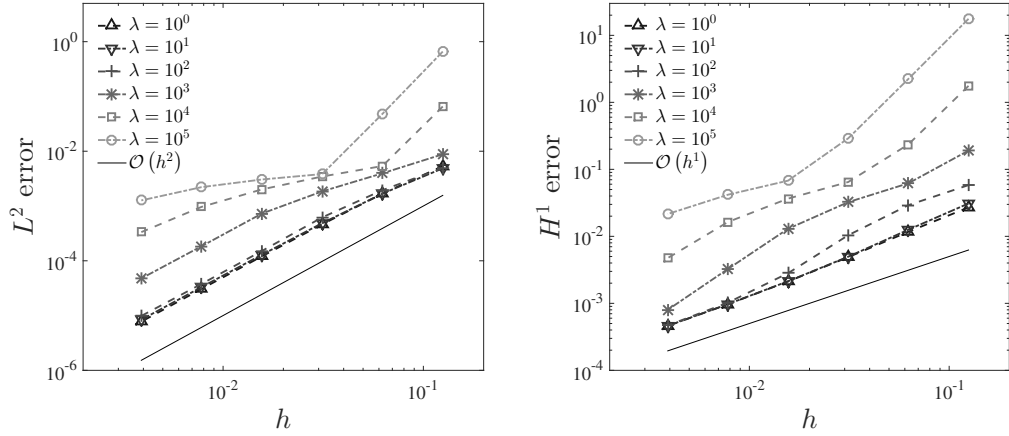 10^0
10^{-2}
10^{-4}
10^{-6}
L^2 error
λ = 10^0
λ = 10^1
λ = 10^2
λ = 10^3
λ = 10^4
λ = 10^5
𝒪 (h^2)
10^{-2}
10^{-1}
h
10^1
10^0
10^{-1}
10^{-2}
10^{-3}
10^{-4}
H^1 error
λ = 10^0
λ = 10^1
λ = 10^2
λ = 10^3
λ = 10^4
λ = 10^5
𝒪 (h^1)
10^{-2}
10^{-1}
h